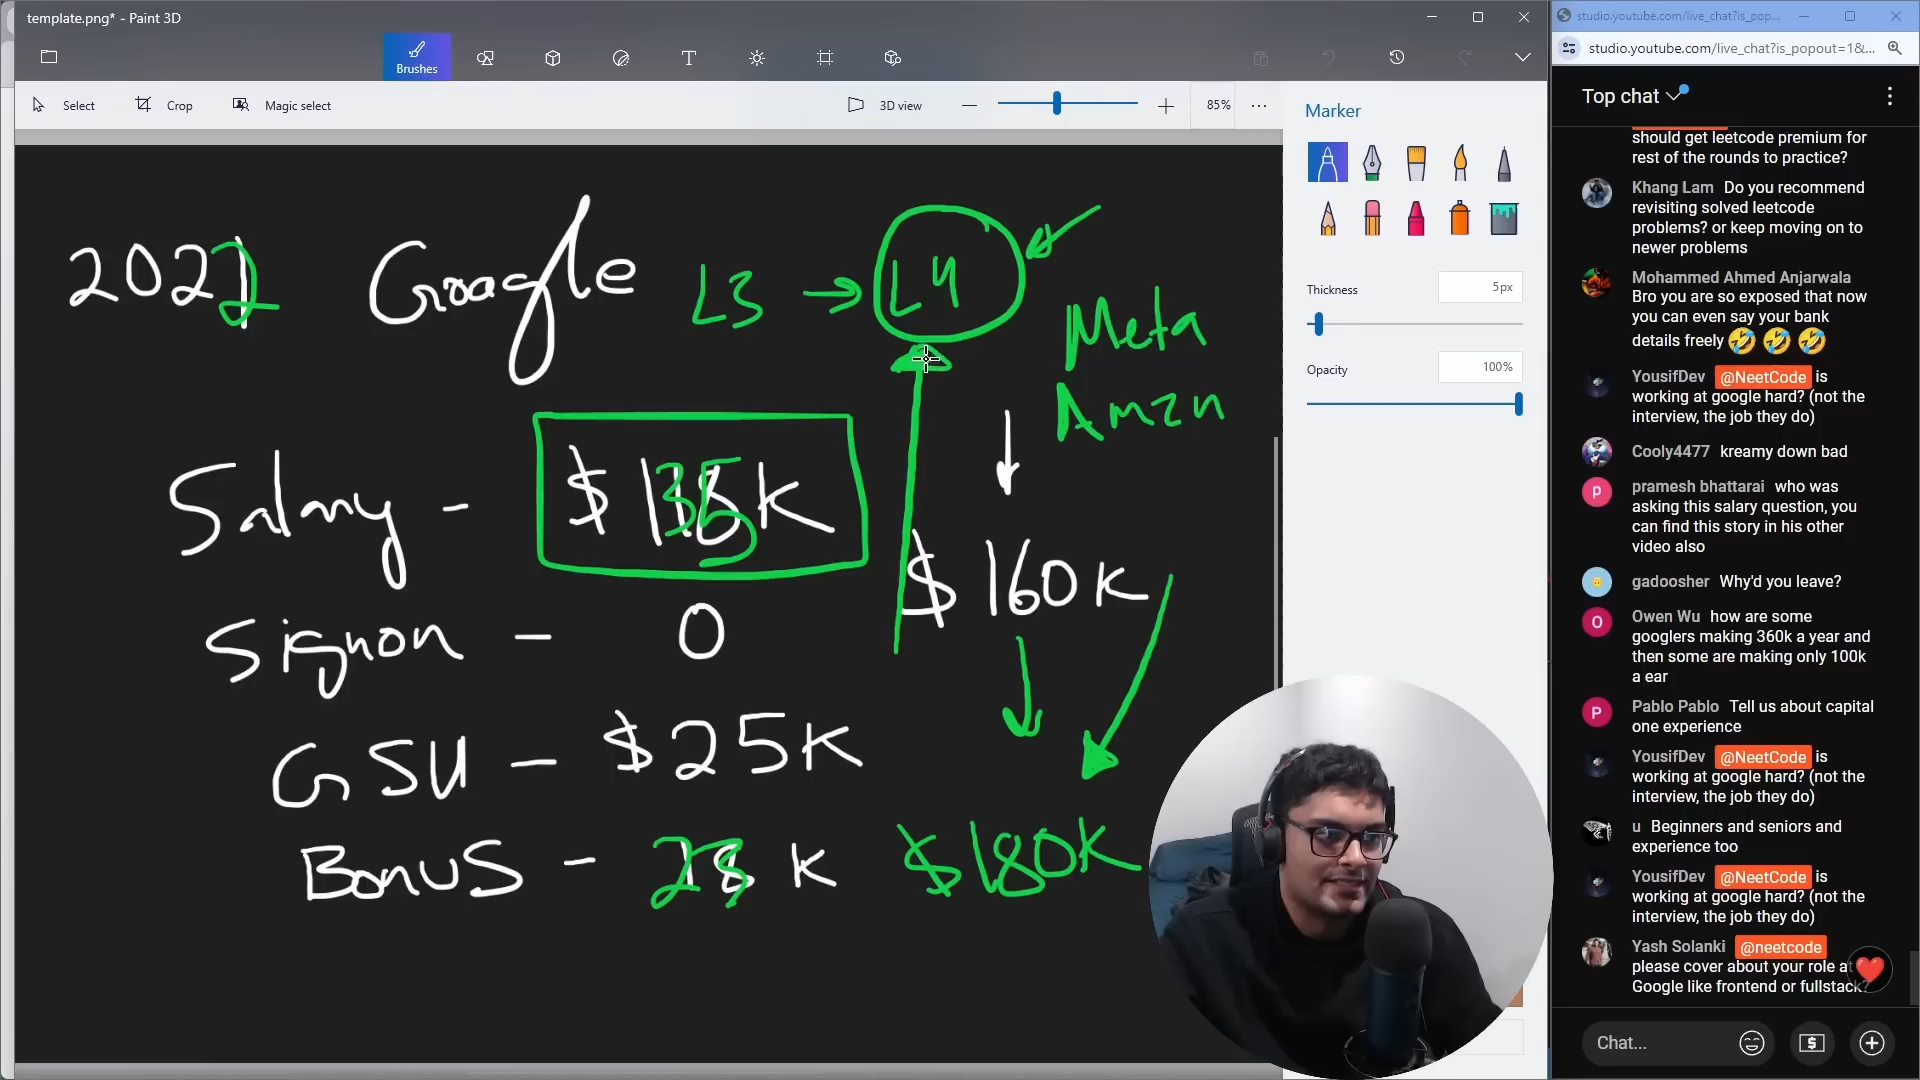 template.png* - Paint 3D
Brushes
Select
Crop
Magic select
3D view
85%
Marker
Thickness
5px
Opacity
100%
2022
Google
L3 → L4
Meta
Amzn
Salary - $135K
Signon - 0
GSU - $25K
Bonus - 23 K
$160K
$180K
studio.youtube.com/live_chat?is_pop...
studio.youtube.com/live_chat?is_popout=1&...
Top chat
should get leetcode premium for
rest of the rounds to practice?
Khang Lam Do you recommend
revisiting solved leetcode
problems? or keep moving on to
newer problems
Mohammed Ahmed Anjarwala
Bro you are so exposed that now
you can even say your bank
details freely 🤣 🤣 🤣
YousifDev @NeetCode is
working at google hard? (not the
interview, the job they do)
Cooly4477 kreamy down bad
P
pramesh bhattarai who was
asking this salary question, you
can find this story in his other
video also
gadoosher Why'd you leave?
O
Owen Wu how are some
googlers making 360k a year and
then some are making only 100k
a ear
P
Pablo Pablo Tell us about capital
one experience
YousifDev @NeetCode is
working at google hard? (not the
interview, the job they do)
u Beginners and seniors and
experience too
YousifDev @NeetCode is
working at google hard? (not the
interview, the job they do)
Yash Solanki @neetcode
please cover about your role at
Google like frontend or fullstack?
Chat...